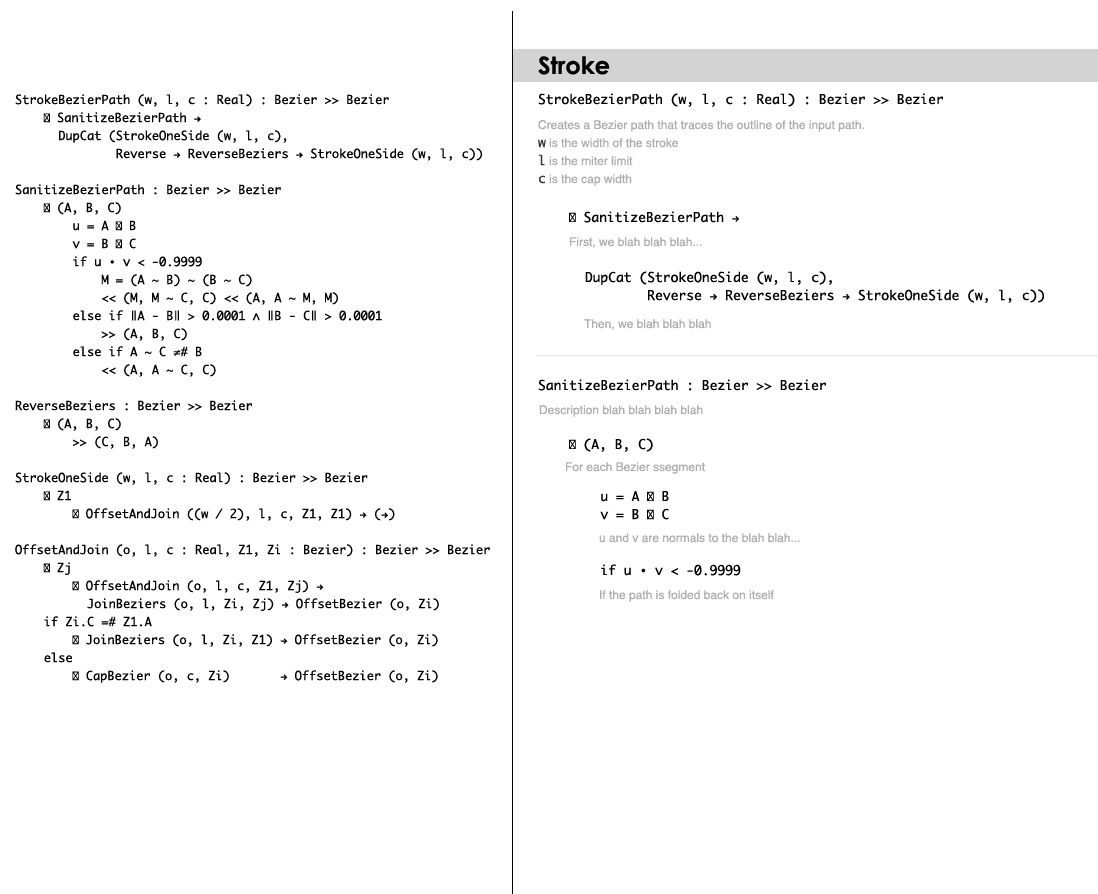 StrokeBezierPath (w, l, c : Real) : Bezier >> Bezier
⍰ SanitizeBezierPath →
DupCat (StrokeOneSide (w, l, c),
Reverse → ReverseBeziers → StrokeOneSide (w, l, c))
SanitizeBezierPath : Bezier >> Bezier
⍰ (A, B, C)
u = A ⍰ B
v = B ⍰ C
if u • v < -0.9999
M = (A ~ B) ~ (B ~ C)
<< (M, M ~ C, C) << (A, A ~ M, M)
else if ‖A - B‖ > 0.0001 ∧ ‖B - C‖ > 0.0001
>> (A, B, C)
else if A ~ C ≠# B
<< (A, A ~ C, C)
ReverseBeziers : Bezier >> Bezier
⍰ (A, B, C)
>> (C, B, A)
StrokeOneSide (w, l, c : Real) : Bezier >> Bezier
⍰ Z1
⍰ OffsetAndJoin ((w / 2), l, c, Z1, Z1) → (→)
OffsetAndJoin (o, l, c : Real, Z1, Zi : Bezier) : Bezier >> Bezier
⍰ Zj
⍰ OffsetAndJoin (o, l, c, Z1, Zj) →
JoinBeziers (o, l, Zi, Zj) → OffsetBezier (o, Zi)
if Zi.C =# Z1.A
⍰ JoinBeziers (o, l, Zi, Z1) → OffsetBezier (o, Zi)
else
⍰ CapBezier (o, c, Zi) → OffsetBezier (o, Zi)
Stroke
StrokeBezierPath (w, l, c : Real) : Bezier >> Bezier
Creates a Bezier path that traces the outline of the input path.
w is the width of the stroke
l is the miter limit
c is the cap width
⍰ SanitizeBezierPath →
First, we blah blah blah...
DupCat (StrokeOneSide (w, l, c),
Reverse → ReverseBeziers → StrokeOneSide (w, l, c))
Then, we blah blah blah
SanitizeBezierPath : Bezier >> Bezier
Description blah blah blah blah
⍰ (A, B, C)
For each Bezier ssegment
u = A ⍰ B
v = B ⍰ C
u and v are normals to the blah blah...
if u • v < -0.9999
If the path is folded back on itself